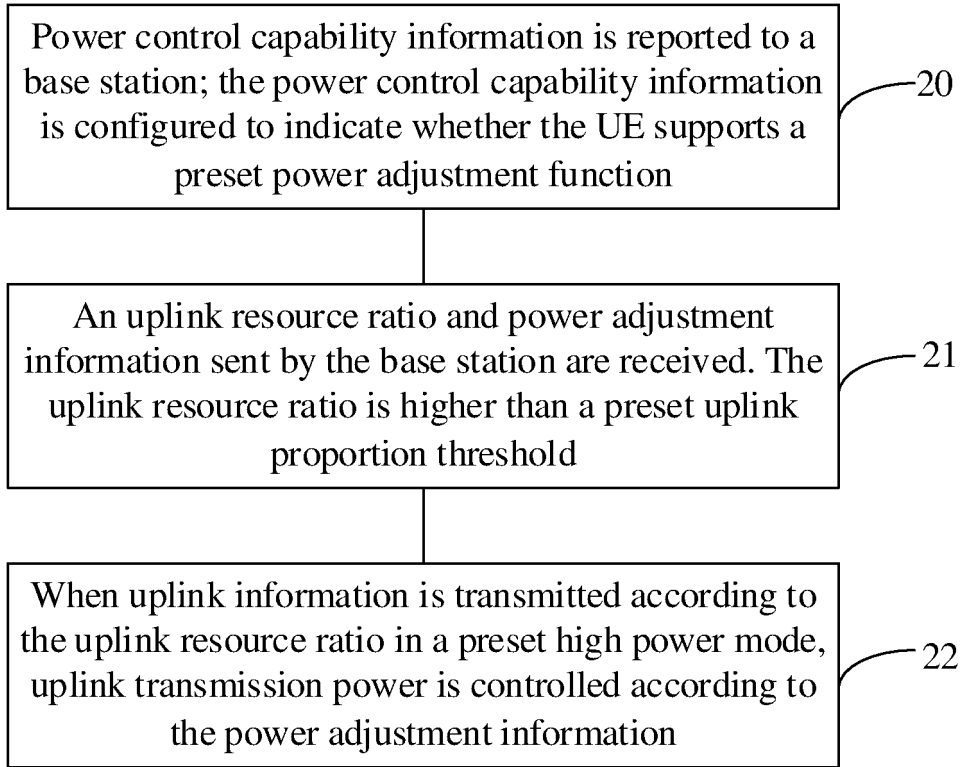 Power control capability information is reported to a
base station; the power control capability information
is configured to indicate whether the UE supports a
preset power adjustment function
20
An uplink resource ratio and power adjustment
information sent by the base station are received. The
uplink resource ratio is higher than a preset uplink
proportion threshold
21
When uplink information is transmitted according to
the uplink resource ratio in a preset high power mode,
uplink transmission power is controlled according to
the power adjustment information
22